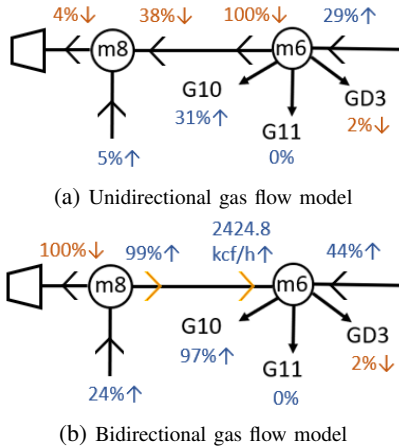 4%↓ 38%↓ 100%↓ 29%↑
m8 m6
G10
31%↑
G11
0%
GD3
2%↓
5%↑
(a) Unidirectional gas flow model
100%↓ 99%↑ 2424.8 kcf/h↑ 44%↑
m8 m6
G10
97%↑
G11
0%
GD3
2%↓
24%↑
(b) Bidirectional gas flow model